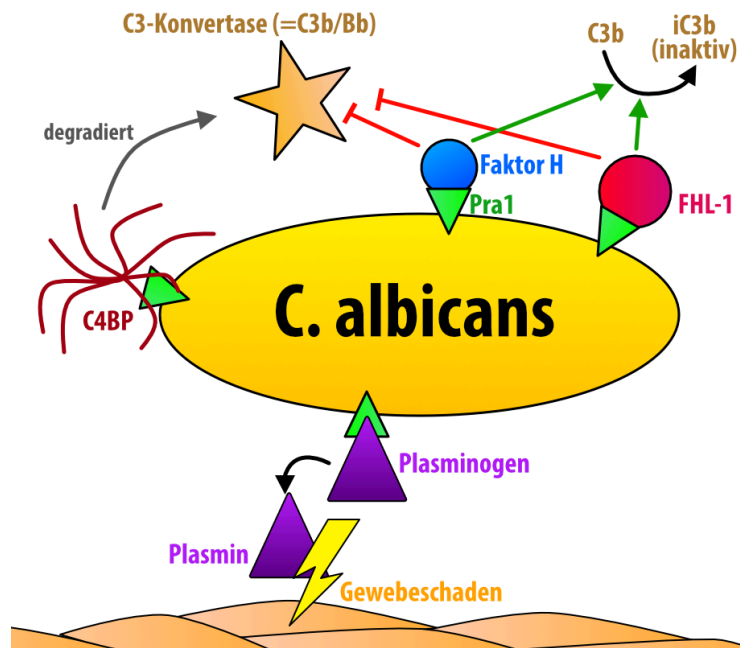 C3-Konvertase (=C3b/Bb)
C3b
iC3b
(inaktiv)
degradiert
Faktor H
Pra1
FHL-1
C4BP
C. albicans
Plasminogen
Plasmin
Gewebeschaden